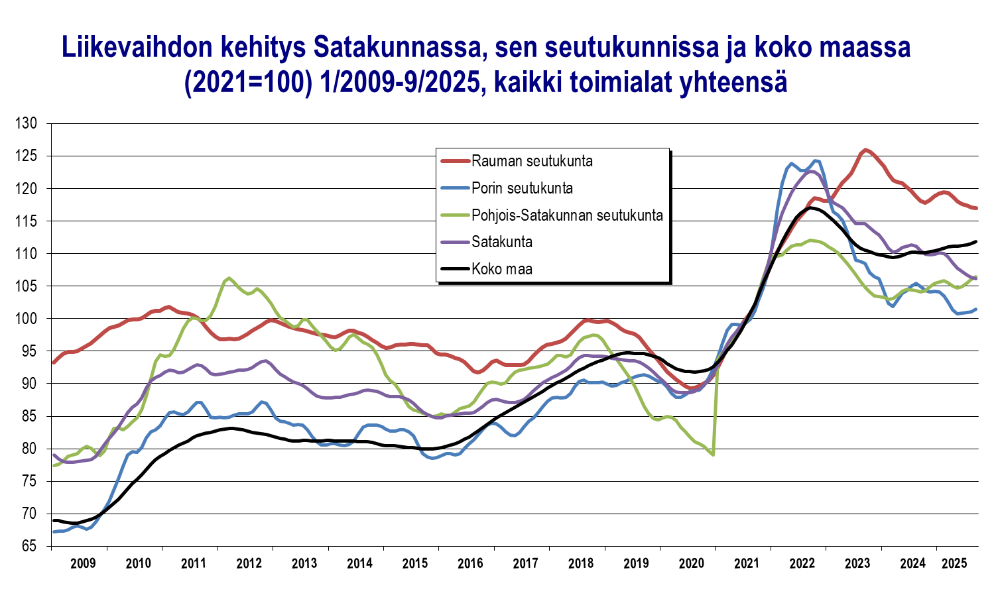 Liikevaihdon kehitys Satakunnassa, sen seutukunnissa ja koko maassa
(2021=100) 1/2009-9/2025, kaikki toimialat yhteensä
130
125
120
115
110
105
100
95
90
85
80
75
70
65
Rauman seutukunta
Porin seutukunta
Pohjois-Satakunnan seutukunta
Satakunta
Koko maa
2009 2010 2011 2012 2013 2014 2015 2016 2017 2018 2019 2020 2021 2022 2023 2024 2025